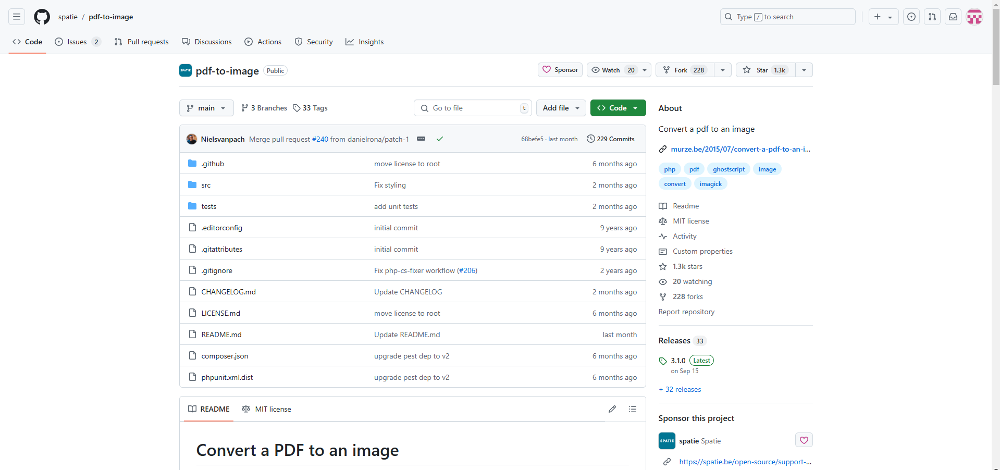 spatie / pdf-to-image
Type / to search
Code
Issues 2
Pull requests
Discussions
Actions
Security
Insights
SPATIE pdf-to-image Public
Sponsor
Watch 20
Fork 228
Star 1.3k
main
3 Branches
33 Tags
Go to file t
Add file
Code
Nielsvanpach Merge pull request #240 from danielrona/patch-1
68befe5 · last month
229 Commits
.github move license to root 6 months ago
src Fix styling 2 months ago
tests add unit tests 2 months ago
.editorconfig initial commit 9 years ago
.gitattributes initial commit 9 years ago
.gitignore Fix php-cs-fixer workflow (#206) 2 years ago
CHANGELOG.md Update CHANGELOG 2 months ago
LICENSE.md move license to root 6 months ago
README.md Update README.md last month
composer.json upgrade pest dep to v2 6 months ago
phpunit.xml.dist upgrade pest dep to v2 6 months ago
README
MIT license
Convert a PDF to an image
About
Convert a pdf to an image
murze.be/2015/07/convert-a-pdf-to-an-i...
php pdf ghostscript image
convert imagick
Readme
MIT license
Activity
Custom properties
1.3k stars
20 watching
228 forks
Report repository
Releases 33
3.1.0 Latest
on Sep 15
+ 32 releases
Sponsor this project
SPATIE spatie Spatie
https://spatie.be/open-source/support-...